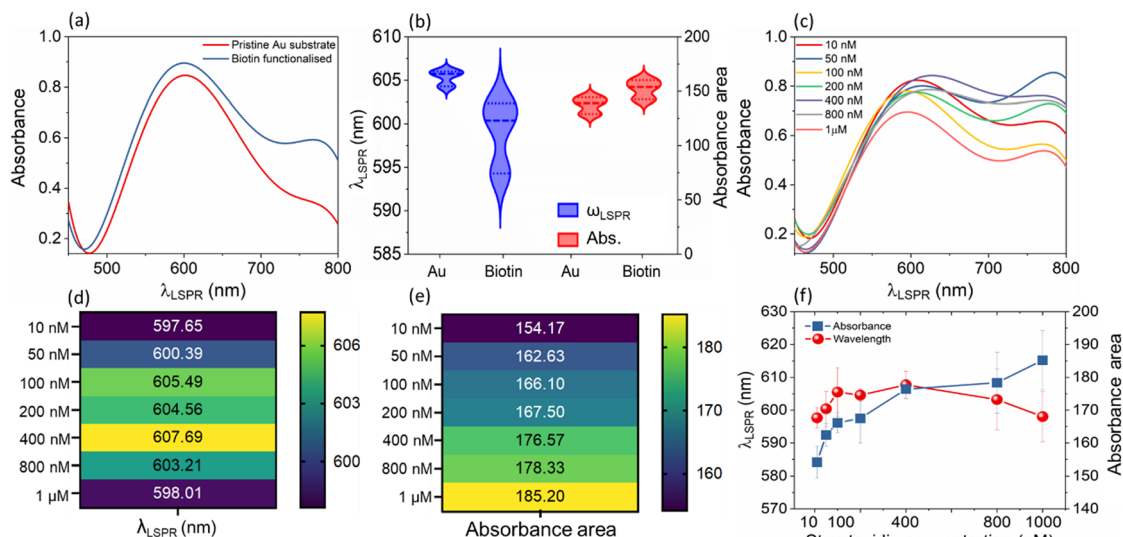 (a)
Absorbance
1.0
0.8
0.6
0.4
0.2
Pristine Au substrate
Biotin functionalised
500 600 700 800
λLSPR (nm)
(b)
λLSPR (nm)
610
605
600
595
590
585
ωLSPR
Abs.
Au Biotin Au Biotin
200
150
100
50
0
Absorbance area
(c)
Absorbance
1.0
0.8
0.6
0.4
0.2
10 nM
50 nM
100 nM
200 nM
400 nM
800 nM
1µM
500 600 700 800
λLSPR (nm)
(d)
10 nM 597.65
50 nM 600.39
100 nM 605.49
200 nM 604.56
400 nM 607.69
800 nM 603.21
1 µM 598.01
λLSPR (nm)
606
603
600
(e)
10 nM 154.17
50 nM 162.63
100 nM 166.10
200 nM 167.50
400 nM 176.57
800 nM 178.33
1 µM 185.20
Absorbance area
180
170
160
(f)
λLSPR (nm)
630
620
610
600
590
580
570
Absorbance
Wavelength
10 100 400 800 1000
200
190
180
170
160
150
140
Absorbance area